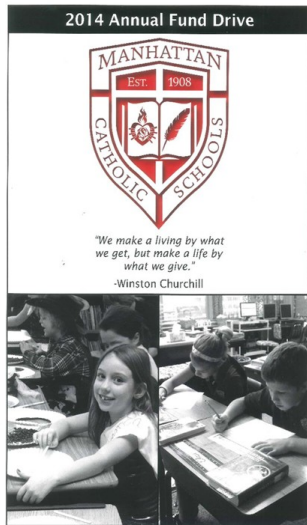 2014 Annual Fund Drive
MANHATTAN
EST. 1908
CATHOLIC SCHOOLS
"We make a living by what
we get, but make a life by
what we give."
-Winston Churchill